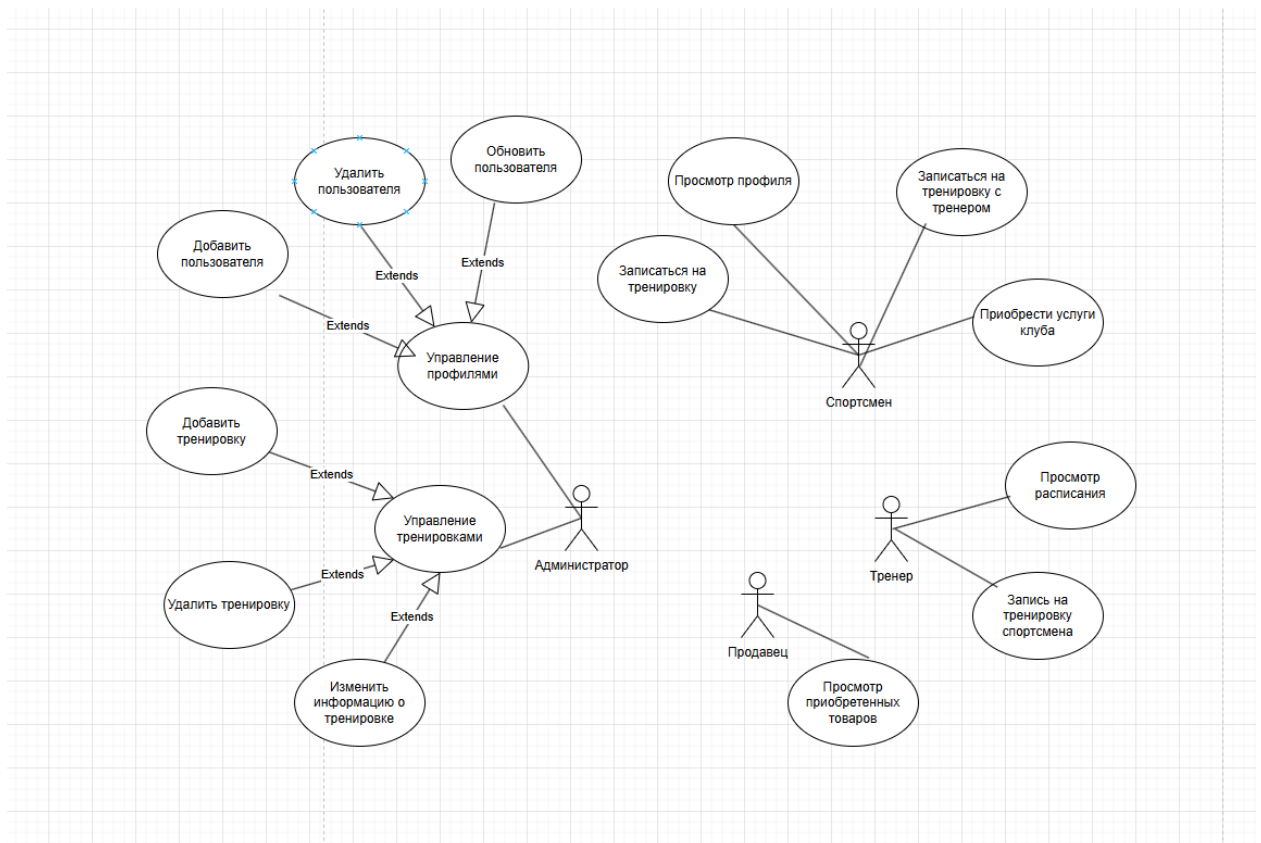 Удалить
пользователя
Обновить
пользователя
Добавить
пользователя
Extends
Extends
Extends
Управление
профилями
Добавить
тренировку
Extends
Управление
тренировками
Удалить тренировку
Extends
Extends
Изменить
информацию о
тренировке
Администратор
Просмотр профиля
Записаться на
тренировку с
тренером
Записаться на
тренировку
Приобрести услуги
клуба
Спортсмен
Просмотр
расписания
Тренер
Запись на
тренировку
спортсмена
Продавец
Просмотр
приобретенных
товаров